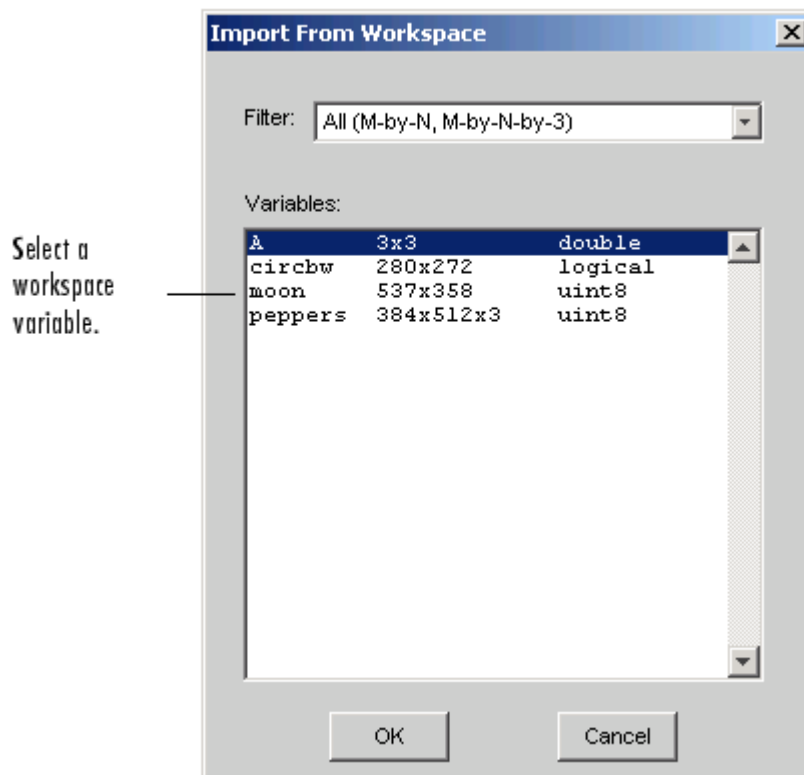 Import From Workspace
Filter: All (M-by-N, M-by-N-by-3)
Variables:
A 3x3 double
circbw 280x272 logical
moon 537x358 uint8
peppers 384x512x3 uint8
Select a
workspace
variable.
OK Cancel